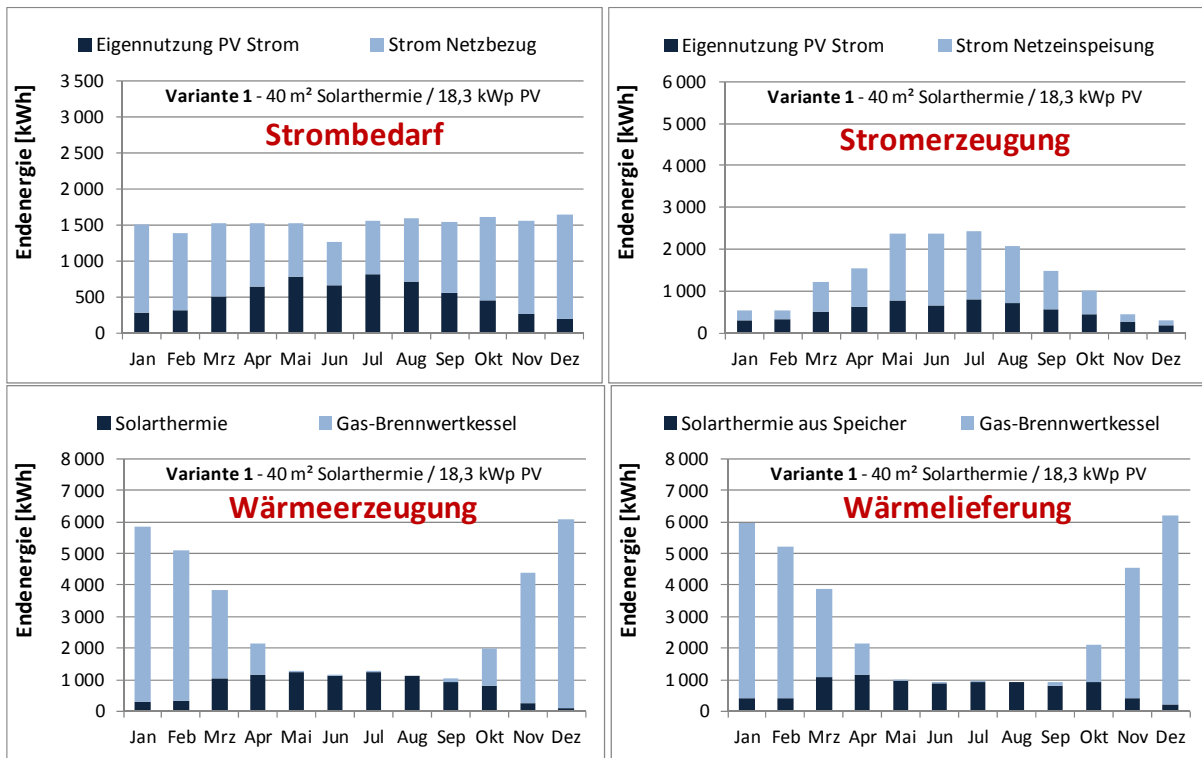 Eigennutzung PV Strom
Strom Netzbezug
Endenergie [kWh]
3 500
3 000
2 500
2 000
1 500
1 000
500
0
Variante 1 - 40 m² Solarthermie / 18,3 kWp PV
Strombedarf
Jan Feb Mrz Apr Mai Jun Jul Aug Sep Okt Nov Dez
Eigennutzung PV Strom
Strom Netzeinspeisung
Endenergie [kWh]
6 000
5 000
4 000
3 000
2 000
1 000
0
Variante 1 - 40 m² Solarthermie / 18,3 kWp PV
Stromerzeugung
Jan Feb Mrz Apr Mai Jun Jul Aug Sep Okt Nov Dez
Solarthermie
Gas-Brennwertkessel
Endenergie [kWh]
8 000
7 000
6 000
5 000
4 000
3 000
2 000
1 000
0
Variante 1 - 40 m² Solarthermie / 18,3 kWp PV
Wärmeerzeugung
Jan Feb Mrz Apr Mai Jun Jul Aug Sep Okt Nov Dez
Solarthermie aus Speicher
Gas-Brennwertkessel
Endenergie [kWh]
8 000
7 000
6 000
5 000
4 000
3 000
2 000
1 000
0
Variante 1 - 40 m² Solarthermie / 18,3 kWp PV
Wärmelieferung
Jan Feb Mrz Apr Mai Jun Jul Aug Sep Okt Nov Dez